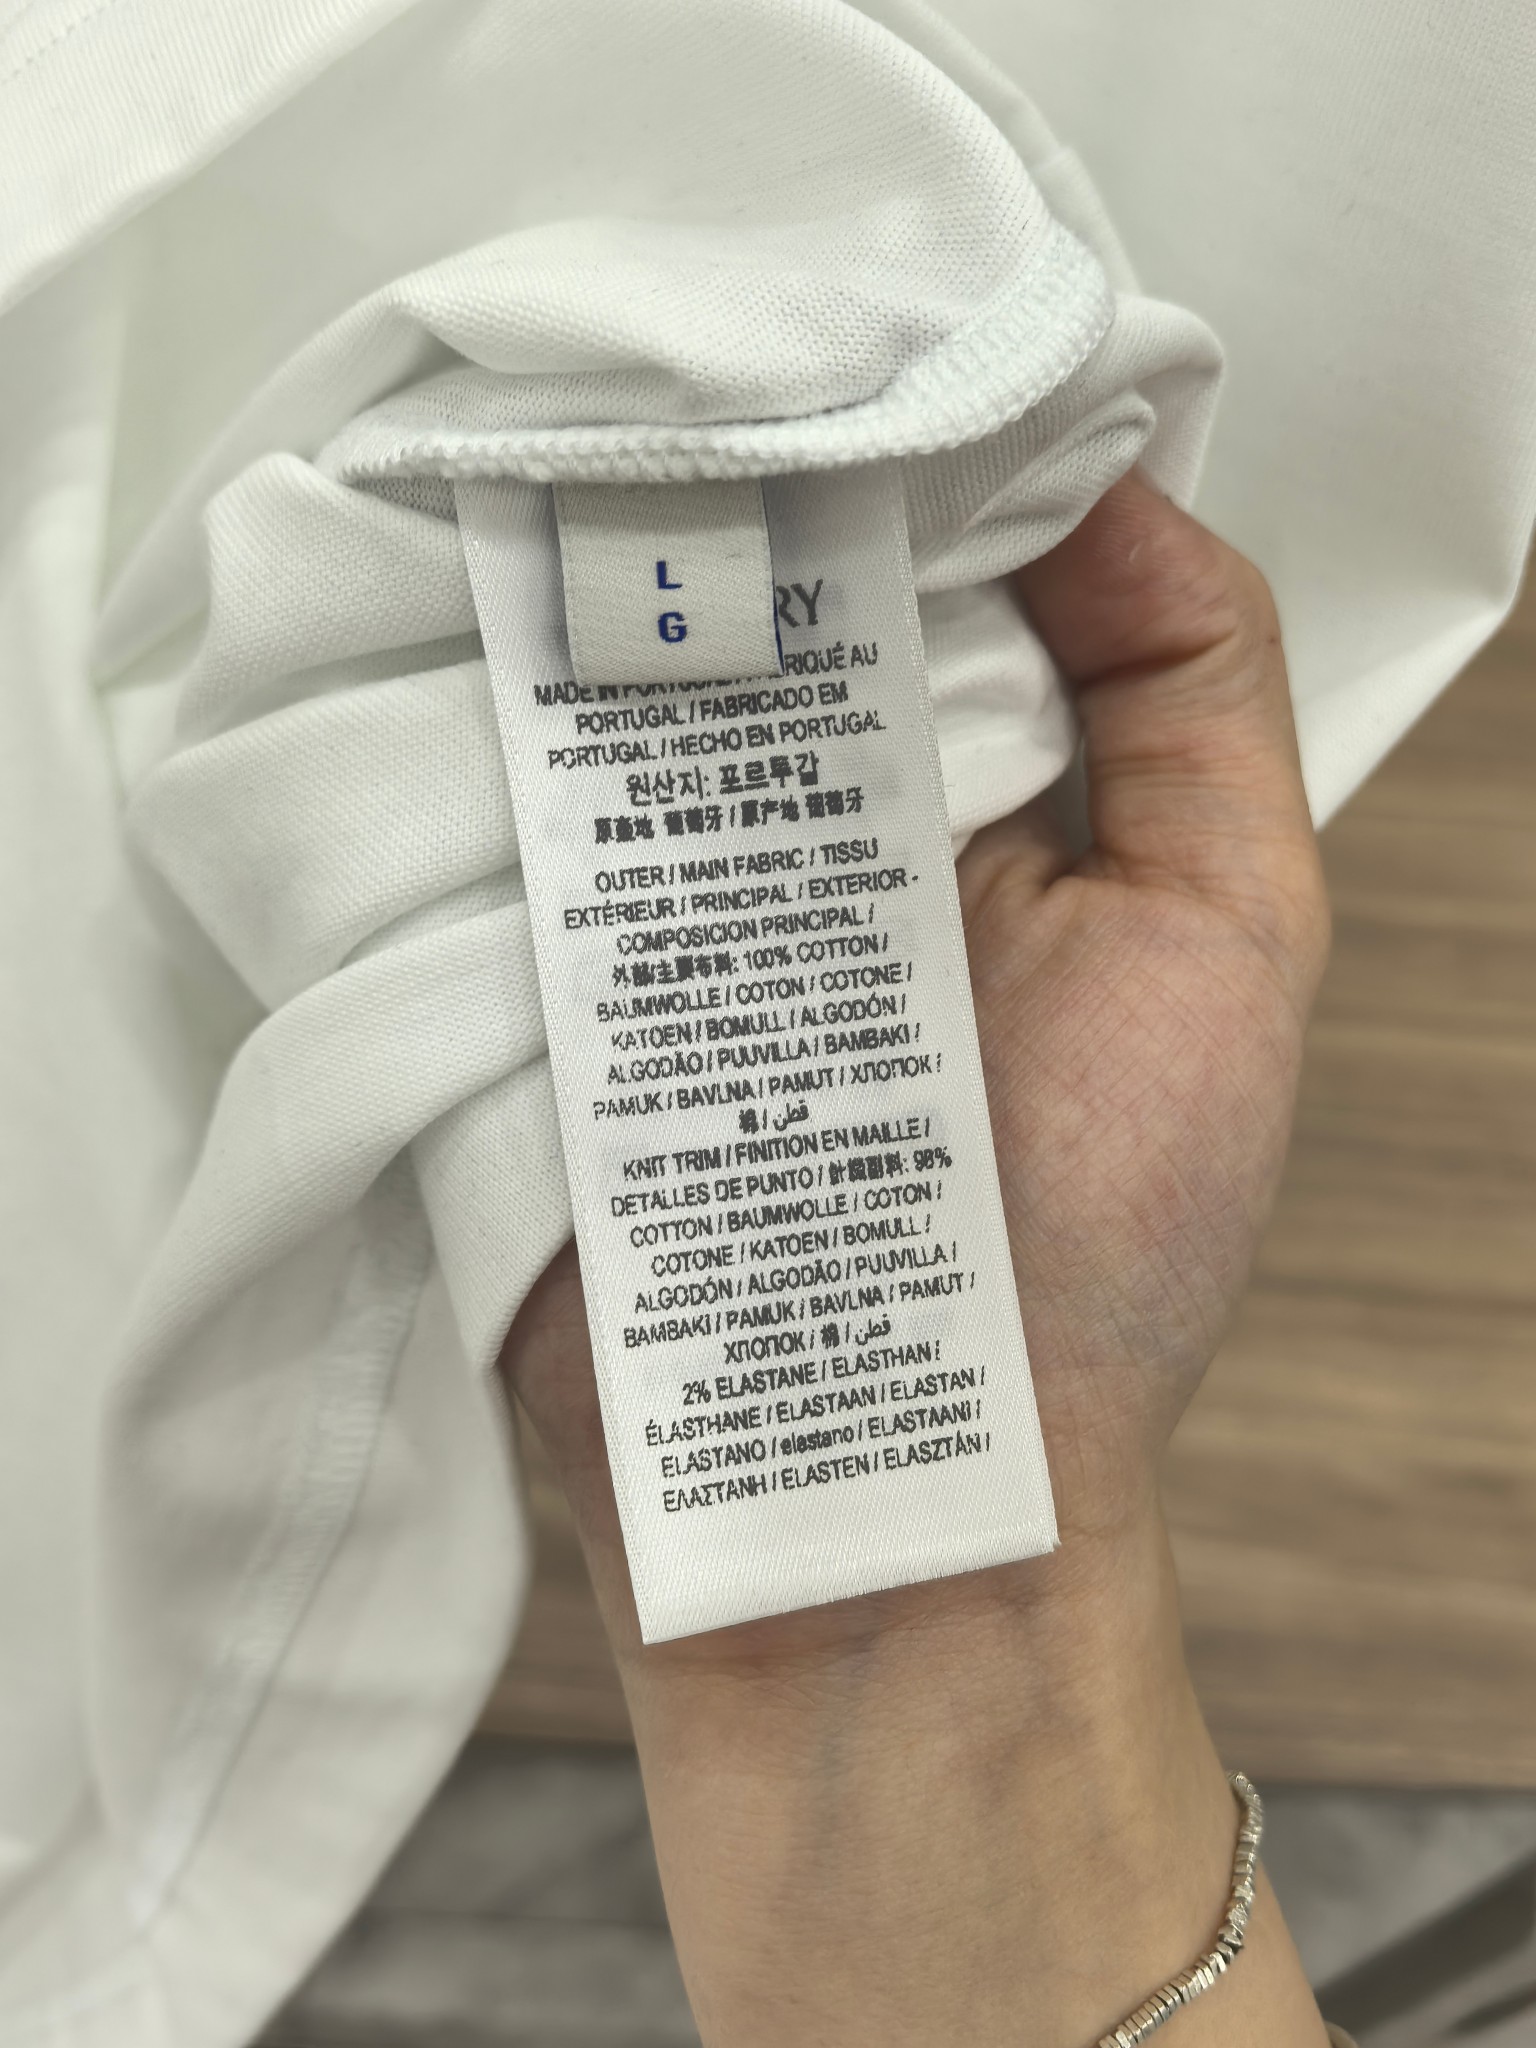 L
G
RY
MADE IN RIQUÉ AU
PORTUGAL / FABRICADO EM
PORTUGAL / HECHO EN PORTUGAL
원산지: 포르투갈
原產地 葡萄牙 / 原产地 葡萄牙
OUTER / MAIN FABRIC / TISSU
EXTÉRIEUR / PRINCIPAL / EXTERIOR -
COMPOSICION PRINCIPAL /
外部/主要布料: 100% COTTON /
BAUMWOLLE / COTON / COTONE /
KATOEN / BOMULL / ALGODÓN /
ALGODÃO / PUUVILLA / BAMBAKI /
PAMUK / BAVLNA / PAMUT / ХЛОПОК /
棉 / قطن
KNIT TRIM / FINITION EN MAILLE /
DETALLES DE PUNTO / 針織副料: 98%
COTTON / BAUMWOLLE / COTON /
COTONE / KATOEN / BOMULL /
ALGODÓN / ALGODÃO / PUUVILLA /
BAMBAKI / PAMUK / BAVLNA / PAMUT /
ХЛОПОК / 棉 / قطن
2% ELASTANE / ELASTHAN /
ÉLASTHANE / ELASTAAN / ELASTAN /
ELASTANO / elastano / ELASTAANI /
ΕΛΑΣΤΑΝΗ / ELASTEN / ELASZTÁN /